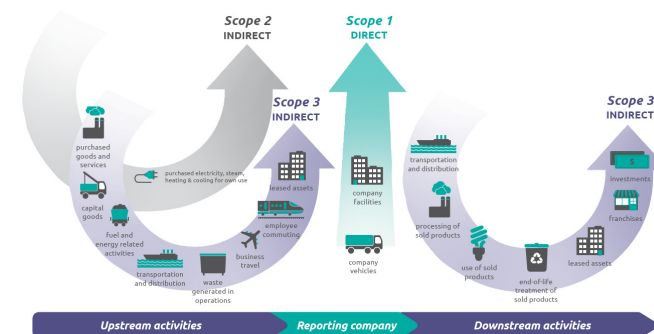 Scope 2
INDIRECT
Scope 1
DIRECT
Scope 3
INDIRECT
Scope 3
INDIRECT
purchased
goods and
services
capital
goods
fuel and
energy related
activities
transportation
and distribution
waste
generated in
operations
business
travel
employee
commuting
leased assets
purchased electricity, steam,
heating & cooling for own use
company
facilities
company
vehicles
transportation
and distribution
processing of
sold products
use of sold
products
end-of-life
treatment of
sold products
leased assets
franchises
$
investments
Upstream activities
Reporting company
Downstream activities